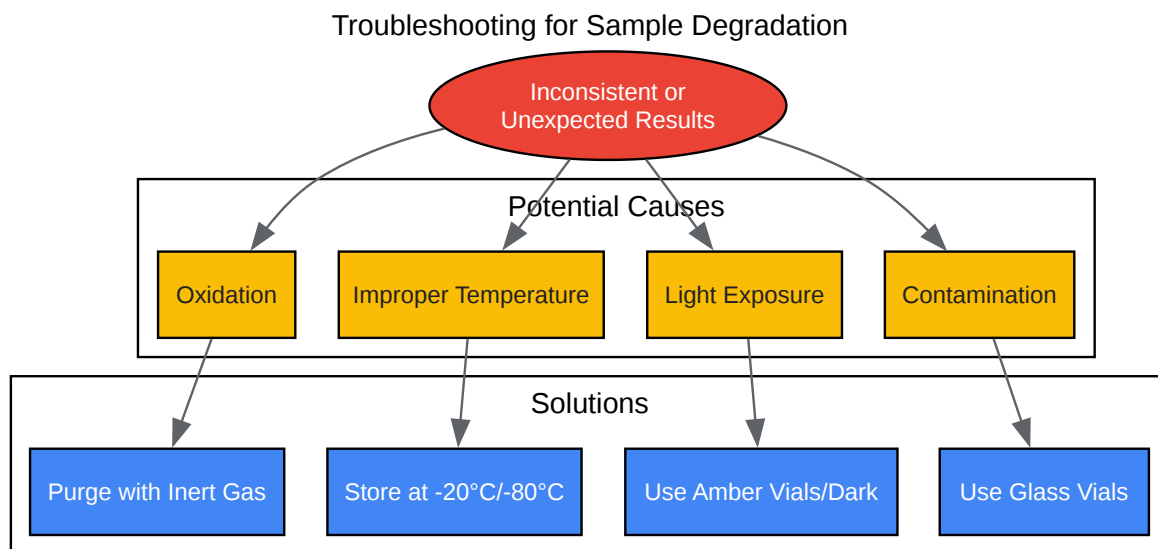 Troubleshooting for Sample Degradation
Inconsistent or
Unexpected Results
Potential Causes
Oxidation
Improper Temperature
Light Exposure
Contamination
Solutions
Purge with Inert Gas
Store at -20°C/-80°C
Use Amber Vials/Dark
Use Glass Vials